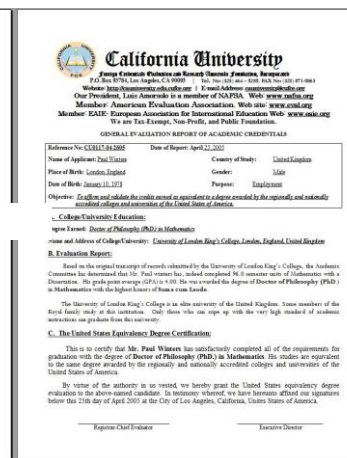 California University
Foreign Credentials Evaluation and Research Amoruso Foundation, Incorporated
P.O. Box 85784, Los Angeles, CA 90005 | Tel. No.: (323)
Website: E-mail Address:
Our President, Luis Amoruso is a member of NAFSA Web: www.nafsa.org
Member: American Evaluation Association. Web site: www.eval.org
Member: EAIE- European Association for International Education Web: www.eaie.org
We are Tax-Exempt, Non-Profit, and Public Foundation.
GENERAL EVALUATION REPORT OF ACADEMIC CREDENTIALS
Reference No: CU0117-04-2605 Date of Report: April 25, 2005
Name of Applicant: Paul Winters Country of Study: United Kingdom
Place of Birth: London, England Gender: Male
Date of Birth: January 10, 1978 Purpose: Employment
Objective: To affirm and validate the credits earned as equivalent to a degree awarded by the regionally and nationally
accredited colleges and universities of the United States of America.
College/University Education:
egree Earned: Doctor of Philosophy (PhD) in Mathematics
me and Address of College/University: University of London King's College, London, England, United Kingdom
B. Evaluation Report:
Based on the original transcript of records submitted by the University of London King's College, the Academic
Committee has determined that Mr. Paul winters has, indeed completed 96.0 semester units of Mathematics with a
Dissertation. His grade point average (GPA) is 4.00. He was awarded the degree of Doctor of Philosophy (PhD.)
in Mathematics with the highest honors of Suma cum Laude.
The University of London King's College is an elite university of the United Kingdom. Some members of the
Royal family study at this institution. Only those who can cope up with the very high standard of academic
instructions can graduate from this university.
C. The United States Equivalency Degree Certification:
This is to certify that Mr. Paul Winters has satisfactorily completed all of the requirements for
graduation with the degree of Doctor of Philosophy (PhD.) in Mathematics. His studies are equivalent
to the same degree awarded by the regionally and nationally accredited colleges and universities of the
United States of America.
By virtue of the authority in us vested, we hereby grant the United States equivalency degree
evaluation to the above-named candidate. In testimony whereof, we have hereunto affixed our signatures
below this 25th day of April 2005 at the City of Los Angeles, California, Unites States of America.
Registrar-Chief Evaluator Executive Director